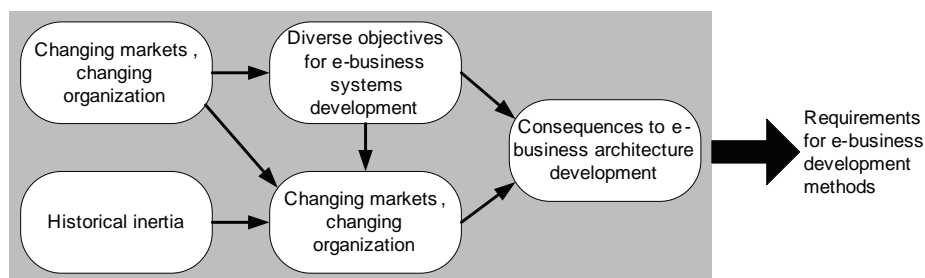 Changing markets ,
changing
organization
Diverse objectives
for e-business
systems
development
Historical inertia
Changing markets ,
changing
organization
Consequences to e-
business architecture
development
Requirements
for e-business
development
methods